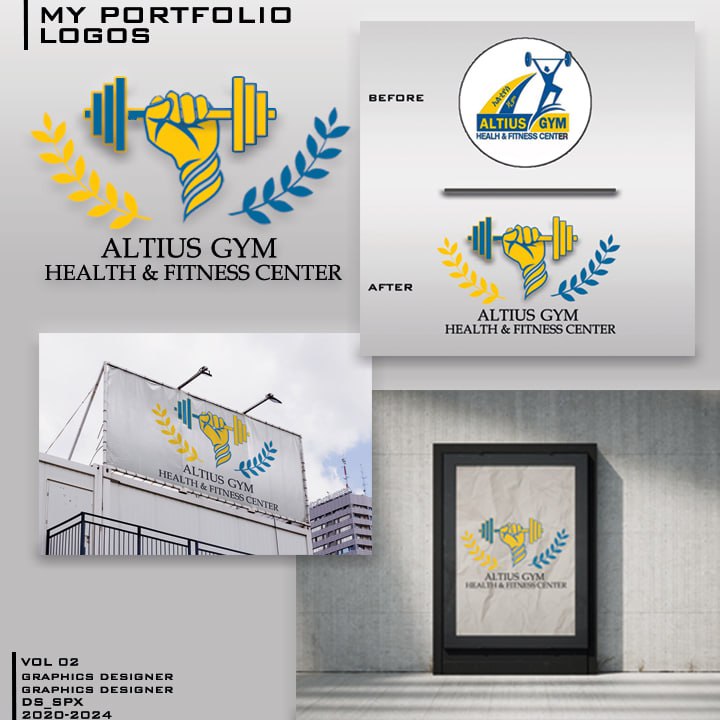 MY PORTFOLIO
LOGOS
ALTIUS GYM
HEALTH & FITNESS CENTER
BEFORE
ALTIUS GYM
HEALH & FITNESS CENTER
AFTER
ALTIUS GYM
HEALTH & FITNESS CENTER
ALTIUS GYM
HEALTH & FITNESS CENTER
ALTIUS GYM
HEALTH & FITNESS CENTER
VOL 02
GRAPHICS DESIGNER
GRAPHICS DESIGNER
DS_SPX
2020-2024